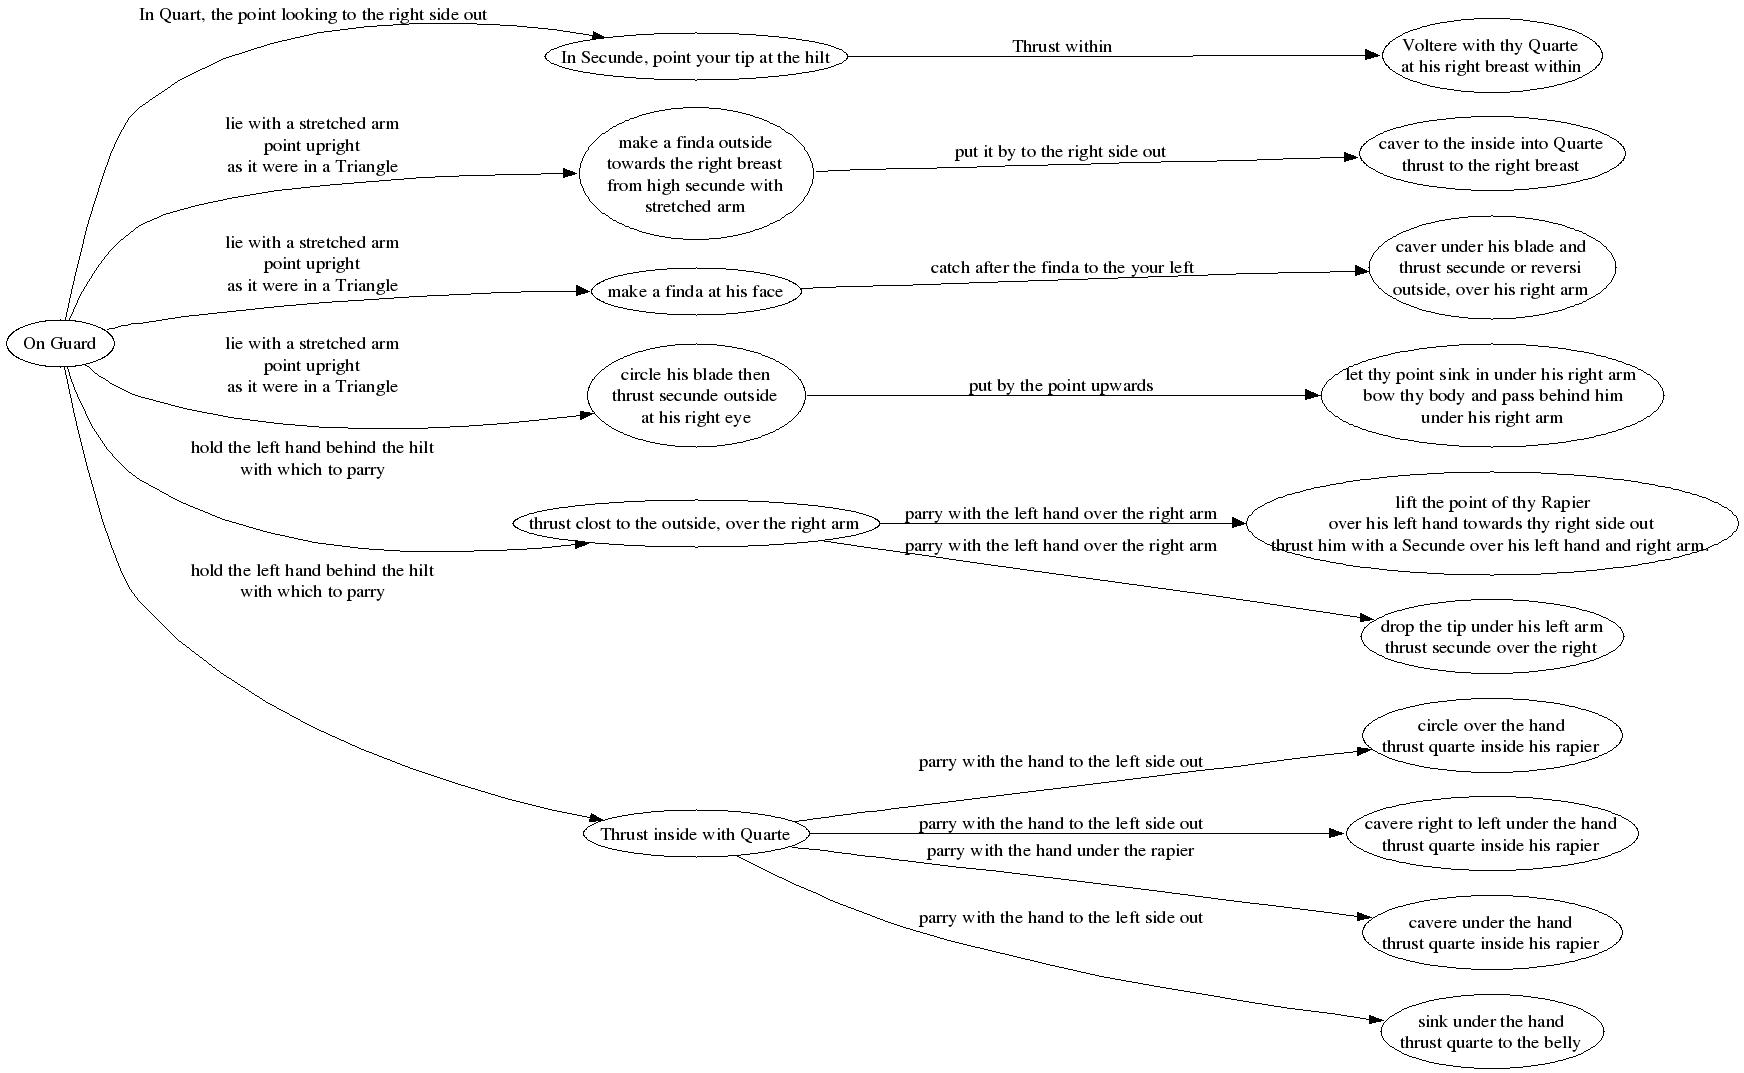 In Quart, the point looking to the right side out
In Secunde, point your tip at the hilt
Thrust within
Voltere with thy Quarte
at his right breast within
lie with a stretched arm
point upright
as it were in a Triangle
make a finda outside
towards the right breast
from high secunde with
stretched arm
put it by to the right side out
caver to the inside into Quarte
thrust to the right breast
lie with a stretched arm
point upright
as it were in a Triangle
make a finda at his face
catch after the finda to the your left
caver under his blade and
thrust secunde or reversi
outside, over his right arm
On Guard
lie with a stretched arm
point upright
as it were in a Triangle
circle his blade then
thrust secunde outside
at his right eye
put by the point upwards
let thy point sink in under his right arm
bow thy body and pass behind him
under his right arm
hold the left hand behind the hilt
with which to parry
thrust clost to the outside, over the right arm
parry with the left hand over the right arm
lift the point of thy Rapier
over his left hand towards thy right side out
thrust him with a Secunde over his left hand and right arm.
parry with the left hand over the right arm
drop the tip under his left arm
thrust secunde over the right
hold the left hand behind the hilt
with which to parry
Thrust inside with Quarte
parry with the hand to the left side out
circle over the hand
thrust quarte inside his rapier
parry with the hand to the left side out
cavere right to left under the hand
thrust quarte inside his rapier
parry with the hand under the rapier
cavere under the hand
thrust quarte inside his rapier
parry with the hand to the left side out
sink under the hand
thrust quarte to the belly